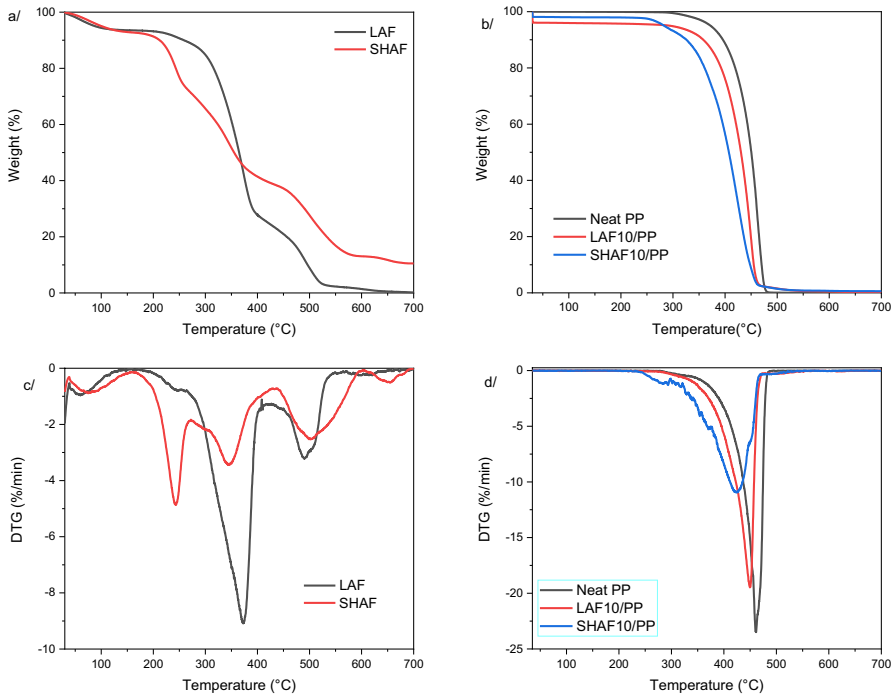 a/
100
80
60
40
20
0
Weight (%)
LAF
SHAF
100 200 300 400 500 600 700
Temperature (°C)
b/
100
80
60
40
20
0
Weight (%)
Neat PP
LAF10/PP
SHAF10/PP
100 200 300 400 500 600 700
Temperature(°C)
c/
0
-2
-4
-6
-8
-10
DTG (%/min)
LAF
SHAF
100 200 300 400 500 600 700
Temperature (°C)
d/
0
-5
-10
-15
-20
-25
DTG (%/min)
Neat PP
LAF10/PP
SHAF10/PP
100 200 300 400 500 600 700
Temperature (°C)